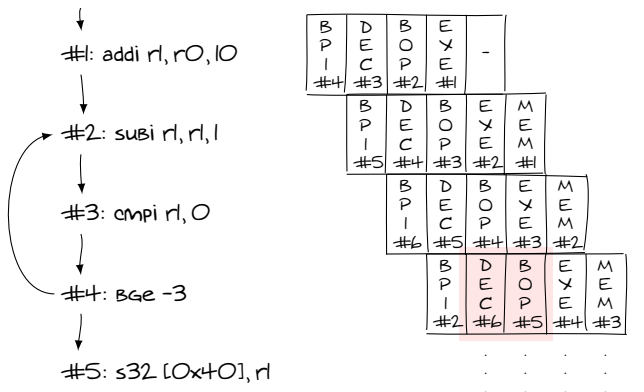 #1: addi r1, r0, 10
#2: subi r1, r1, 1
#3: cmpi r1, 0
#4: BGe -3
#5: s32 [0x40], r1
B D B E
P E O X -
I C P E
#4 #3 #2 #1
B D B E M
P E O X E
I C P E M
#5 #4 #3 #2 #1
B D B E M
P E O X E
I C P E M
#6 #5 #4 #3 #2
B D B E M
P E O X E
I C P E M
#2 #6 #5 #4 #3